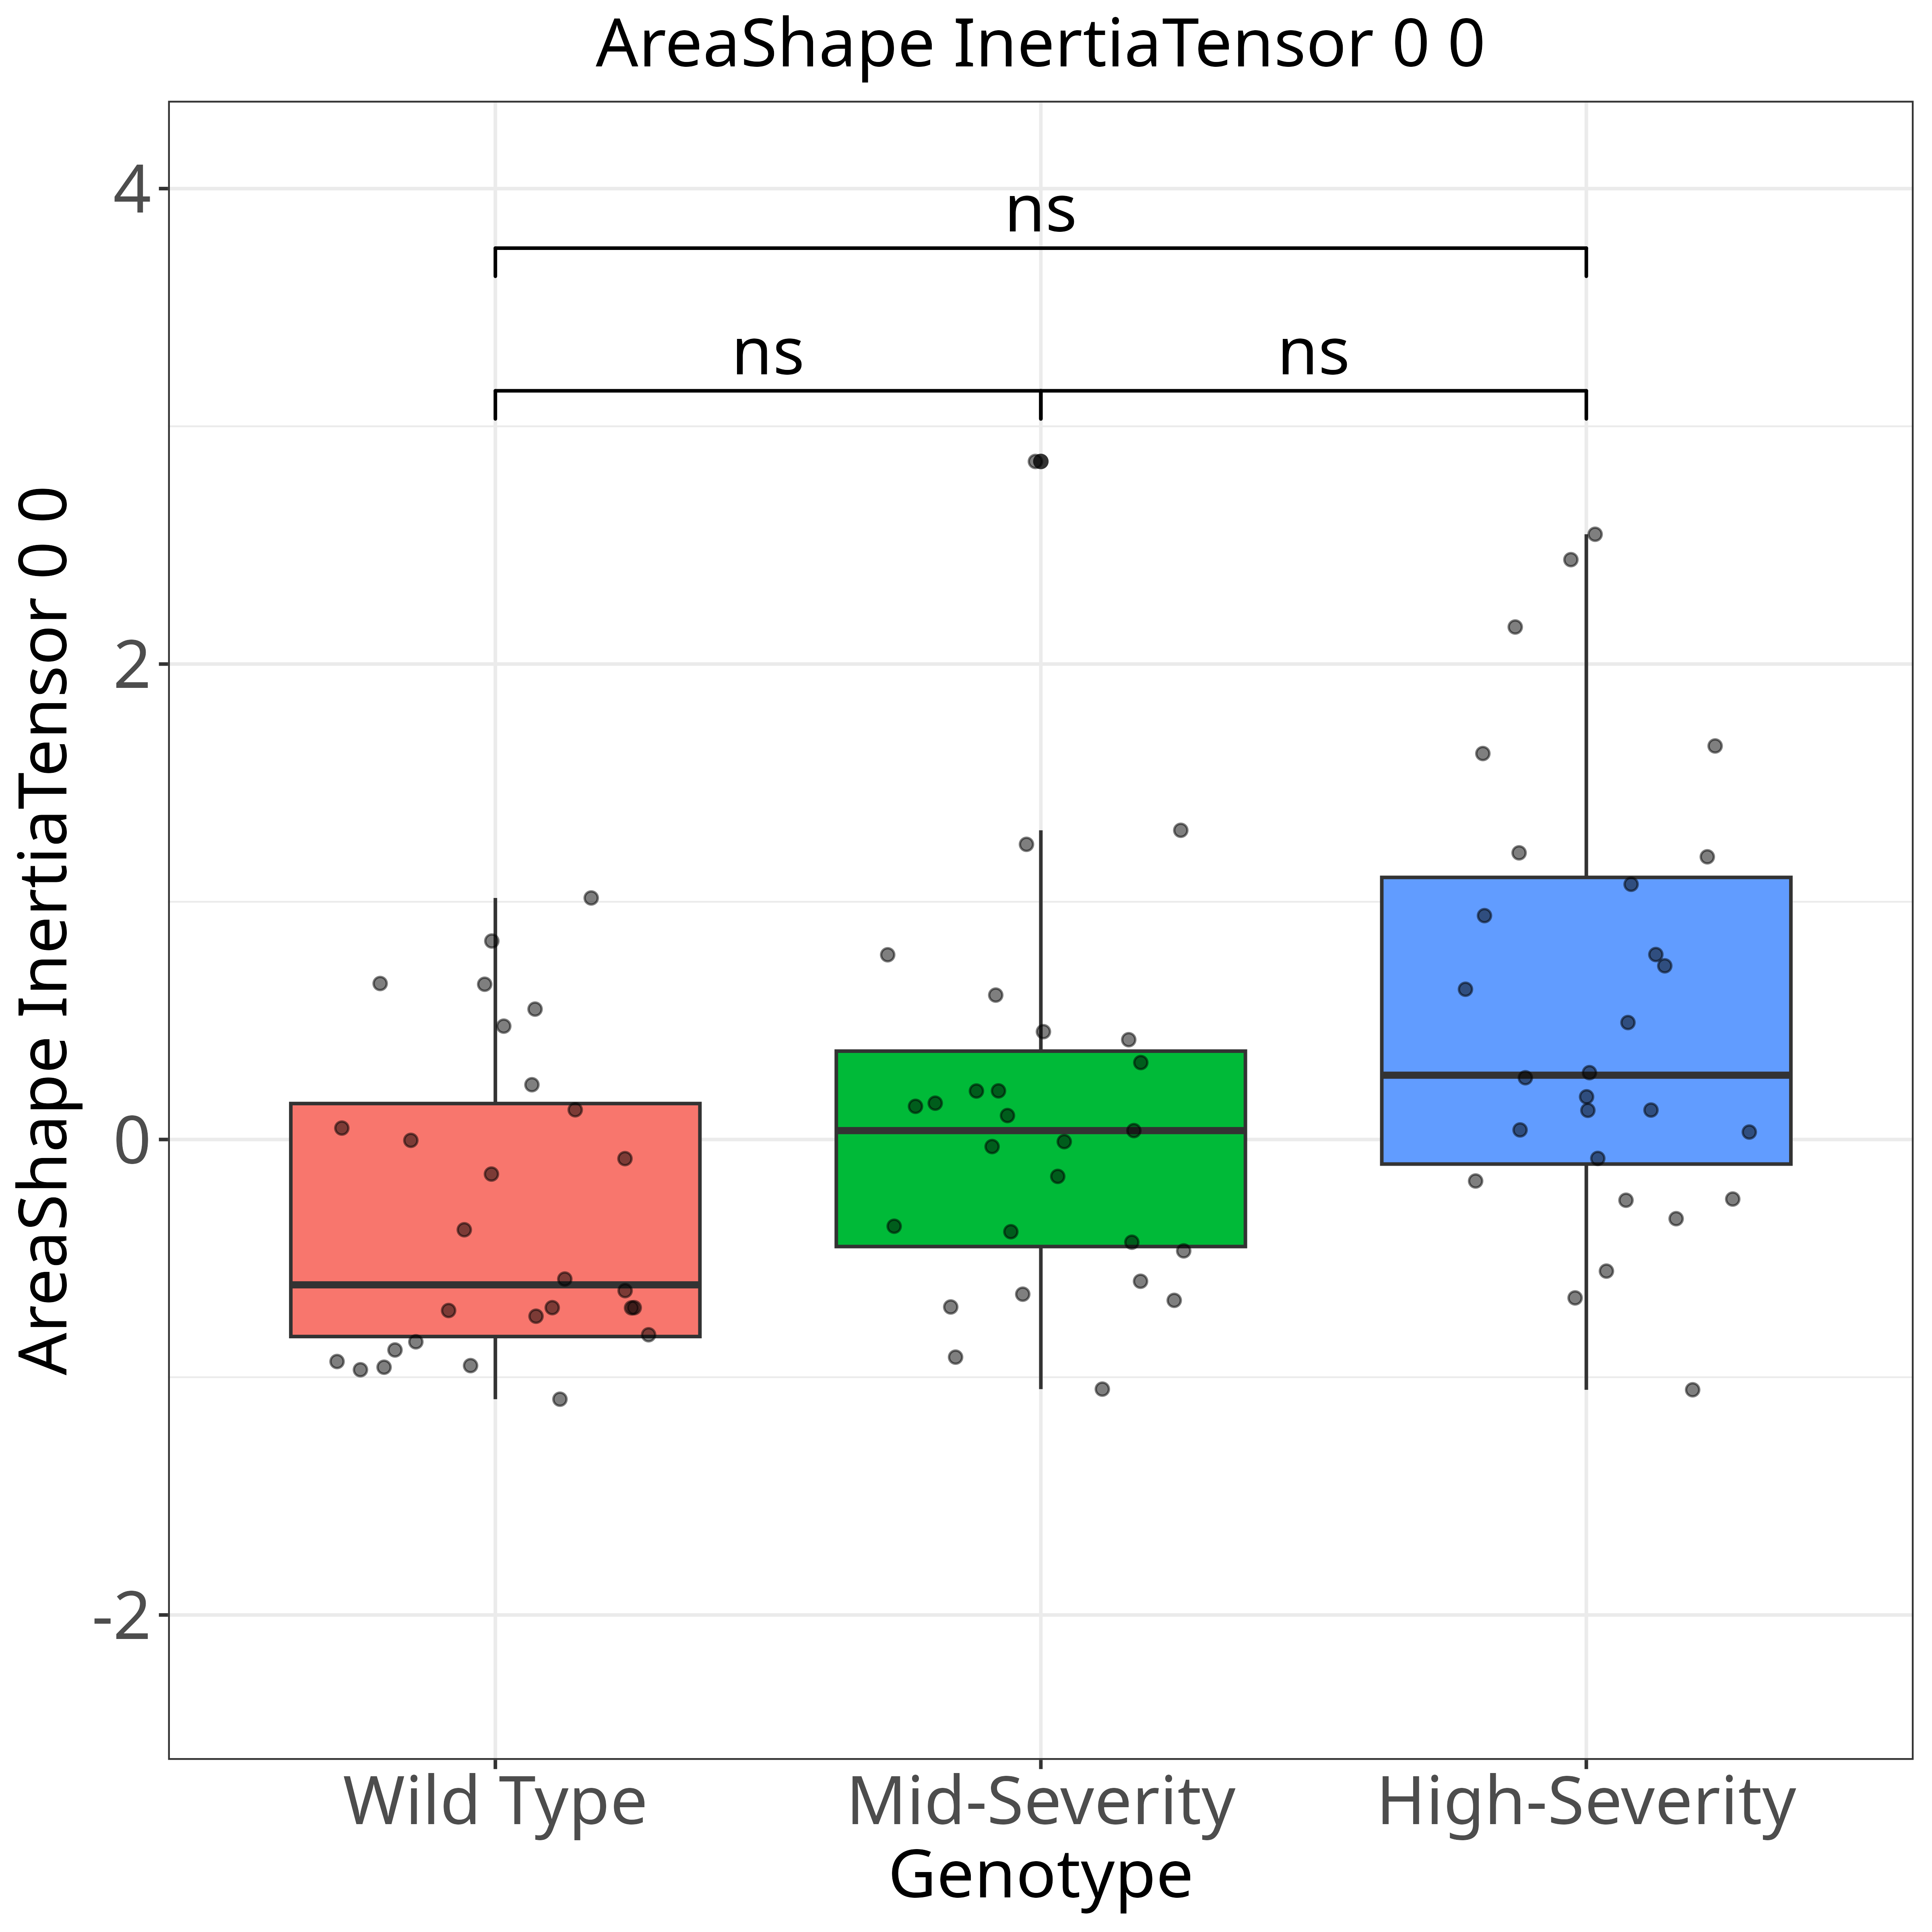 AreaShape InertiaTensor 0 0
AreaShape InertiaTensor 0 0
4
2
0
-2
ns
ns
ns
Wild Type
Mid-Severity
High-Severity
Genotype